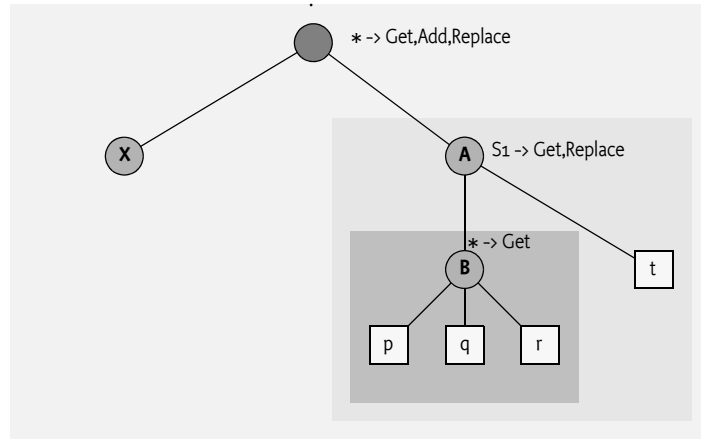 .
* -> Get,Add,Replace
X
A
S1 -> Get,Replace
* -> Get
B
t
p
q
r